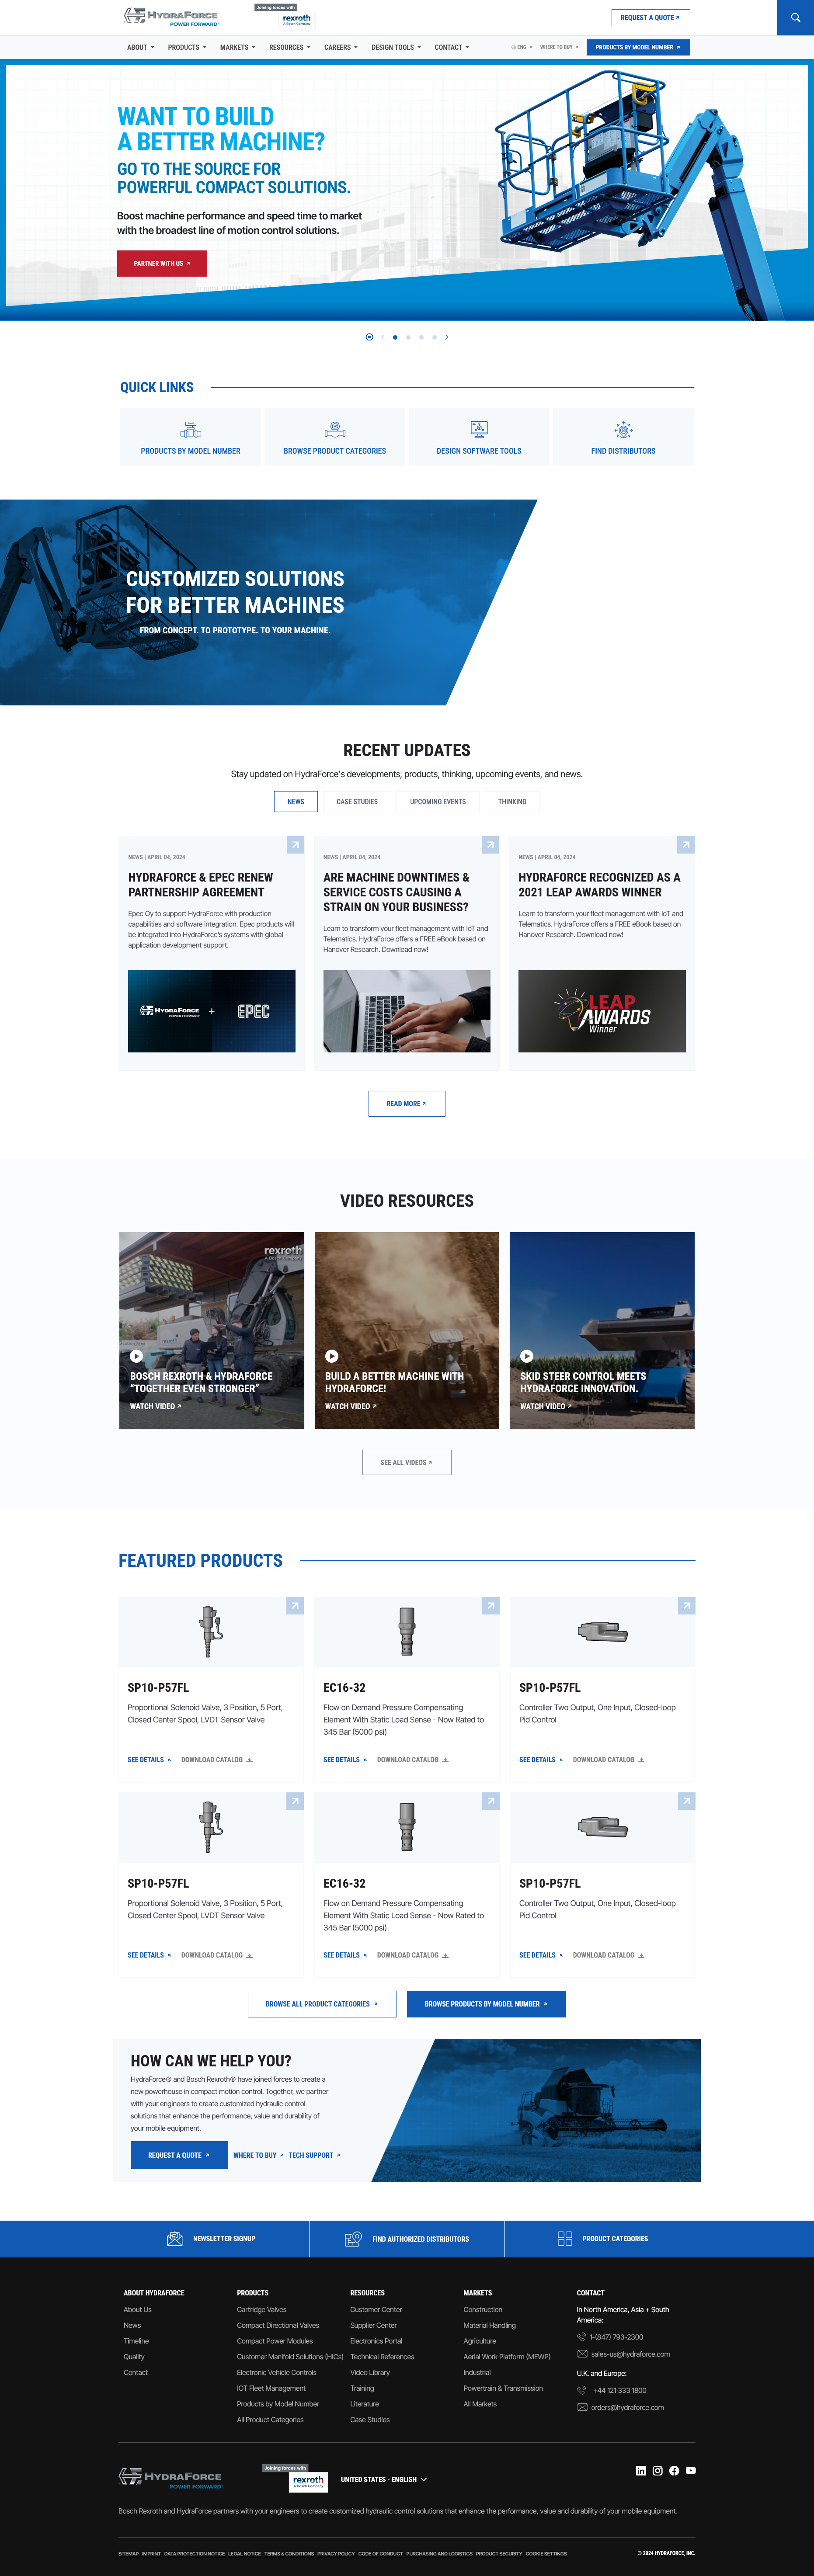 HYDRAFORCE
POWER FORWARD™
Joining forces with
rexroth
A Bosch Company
REQUEST A QUOTE
ABOUT
PRODUCTS
MARKETS
RESOURCES
CAREERS
DESIGN TOOLS
CONTACT
ENG
WHERE TO BUY
PRODUCTS BY MODEL NUMBER
WANT TO BUILD
A BETTER MACHINE?
GO TO THE SOURCE FOR
POWERFUL COMPACT SOLUTIONS.
Boost machine performance and speed time to market
with the broadest line of motion control solutions.
PARTNER WITH US
QUICK LINKS
PRODUCTS BY MODEL NUMBER
BROWSE PRODUCT CATEGORIES
DESIGN SOFTWARE TOOLS
FIND DISTRIBUTORS
CUSTOMIZED SOLUTIONS
FOR BETTER MACHINES
FROM CONCEPT. TO PROTOTYPE. TO YOUR MACHINE.
RECENT UPDATES
Stay updated on HydraForce's developments, products, thinking, upcoming events, and news.
NEWS
CASE STUDIES
UPCOMING EVENTS
THINKING
NEWS | APRIL 04, 2024
HYDRAFORCE & EPEC RENEW
PARTNERSHIP AGREEMENT
Epec Oy to support HydraForce with production
capabilities and software integration. Epec products will
be integrated into HydraForce's systems with global
application development support.
HYDRAFORCE
POWER FORWARD
+
EPEC
NEWS | APRIL 04, 2024
ARE MACHINE DOWNTIMES &
SERVICE COSTS CAUSING A
STRAIN ON YOUR BUSINESS?
Learn to transform your fleet management with IoT and
Telematics. HydraForce offers a FREE eBook based on
Hanover Research. Download now!
NEWS | APRIL 04, 2024
HYDRAFORCE RECOGNIZED AS A
2021 LEAP AWARDS WINNER
Learn to transform your fleet management with IoT and
Telematics. HydraForce offers a FREE eBook based on
Hanover Research. Download now!
LEAP
AWARDS
Winner
READ MORE
VIDEO RESOURCES
rexroth
A Bosch Company
BOSCH REXROTH & HYDRAFORCE
"TOGETHER EVEN STRONGER"
WATCH VIDEO
BUILD A BETTER MACHINE WITH
HYDRAFORCE!
WATCH VIDEO
SKID STEER CONTROL MEETS
HYDRAFORCE INNOVATION.
WATCH VIDEO
SEE ALL VIDEOS
FEATURED PRODUCTS
SP10-P57FL
Proportional Solenoid Valve, 3 Position, 5 Port,
Closed Center Spool, LVDT Sensor Valve
SEE DETAILS
DOWNLOAD CATALOG
EC16-32
Flow on Demand Pressure Compensating
Element With Static Load Sense - Now Rated to
345 Bar (5000 psi)
SEE DETAILS
DOWNLOAD CATALOG
SP10-P57FL
Controller Two Output, One Input, Closed-loop
Pid Control
SEE DETAILS
DOWNLOAD CATALOG
SP10-P57FL
Proportional Solenoid Valve, 3 Position, 5 Port,
Closed Center Spool, LVDT Sensor Valve
SEE DETAILS
DOWNLOAD CATALOG
EC16-32
Flow on Demand Pressure Compensating
Element With Static Load Sense - Now Rated to
345 Bar (5000 psi)
SEE DETAILS
DOWNLOAD CATALOG
SP10-P57FL
Controller Two Output, One Input, Closed-loop
Pid Control
SEE DETAILS
DOWNLOAD CATALOG
BROWSE ALL PRODUCT CATEGORIES
BROWSE PRODUCTS BY MODEL NUMBER
HOW CAN WE HELP YOU?
HydraForce® and Bosch Rexroth® have joined forces to create a
new powerhouse in compact motion control. Together, we partner
with your engineers to create customized hydraulic control
solutions that enhance the performance, value and durability of
your mobile equipment.
REQUEST A QUOTE
WHERE TO BUY
TECH SUPPORT
NEWSLETTER SIGNUP
FIND AUTHORIZED DISTRIBUTORS
PRODUCT CATEGORIES
ABOUT HYDRAFORCE
About Us
News
Timeline
Quality
Contact
PRODUCTS
Cartridge Valves
Compact Directional Valves
Compact Power Modules
Customer Manifold Solutions (HICs)
Electronic Vehicle Controls
IOT Fleet Management
Products by Model Number
All Product Categories
RESOURCES
Customer Center
Supplier Center
Electronics Portal
Technical References
Video Library
Training
Literature
Case Studies
MARKETS
Construction
Material Handling
Agriculture
Aerial Work Platform (MEWP)
Industrial
Powertrain & Transmission
All Markets
CONTACT
In North America, Asia + South
America:
1-(847) 793-2300
sales-us@hydraforce.com
U.K. and Europe:
+44 121 333 1800
orders@hydraforce.com
HYDRAFORCE
POWER FORWARD™
Joining forces with
rexroth
A Bosch Company
UNITED STATES - ENGLISH
Bosch Rexroth and HydraForce partners with your engineers to create customized hydraulic control solutions that enhance the performance, value and durability of your mobile equipment.
SITEMAP IMPRINT DATA PROTECTION NOTICE LEGAL NOTICE TERMS & CONDITIONS PRIVACY POLICY CODE OF CONDUCT PURCHASING AND LOGISTICS PRODUCT SECURITY COOKIE SETTINGS
© 2024 HYDRAFORCE, INC.